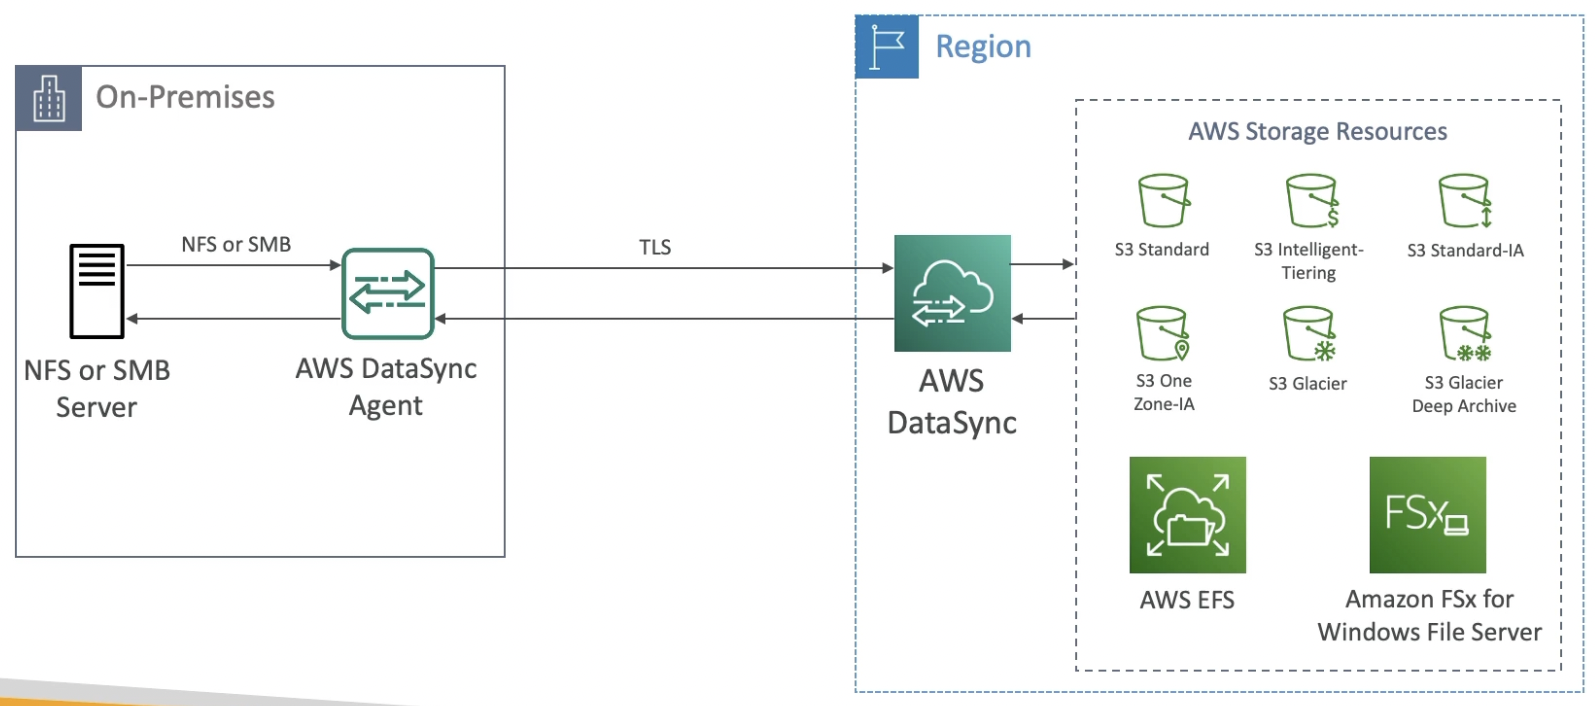 Region
On-Premises
AWS Storage Resources
NFS or SMB
TLS
S3 Standard
S3 Intelligent-
Tiering
S3 Standard-IA
NFS or SMB
Server
AWS DataSync
Agent
AWS
DataSync
S3 One
Zone-IA
S3 Glacier
S3 Glacier
Deep Archive
FSx
AWS EFS
Amazon FSx for
Windows File Server